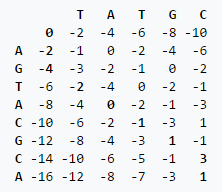 T A T G C
0 -2 -4 -6 -8 -10
A -2 -1 0 -2 -4 -6
G -4 -3 -2 -1 0 -2
T -6 -2 -4 0 -2 -1
A -8 -4 0 -2 -1 -3
C -10 -6 -2 -1 -3 1
G -12 -8 -4 -3 1 -1
C -14 -10 -6 -5 -1 3
A -16 -12 -8 -7 -3 1